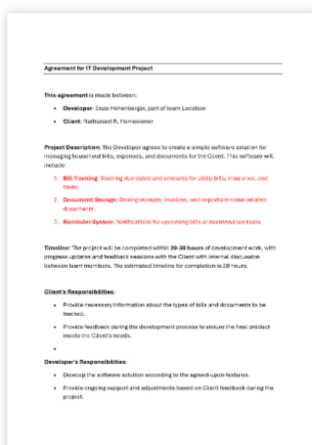 Agreement for IT Development Project
This agreement is made between:
• Developer: Enzo Hohenberger, part of team Location
• Client: Nathanael R, Homeowner
Project Description: The Developer agrees to create a simple software solution for
managing household bills, expenses, and documents for the Client. This software will
include:
1. Bill Tracking: Tracking due dates and amounts for utility bills, insurance, and
taxes.
2. Document Storage: Storing receipts, invoices, and important home-related
documents.
3. Reminder System: Notifications for upcoming bills or maintenance tasks.
Timeline: The project will be completed within 20-30 hours of development work, with
progress updates and feedback sessions with the Client with internal discussion
between team members. The estimated timeline for completion is 28 hours.
Client's Responsibilities:
• Provide necessary information about the types of bills and documents to be
tracked.
• Provide feedback during the development process to ensure the final product
meets the Client's needs.
•
Developer's Responsibilities:
• Develop the software solution according to the agreed-upon features.
• Provide ongoing support and adjustments based on Client feedback during the
project.